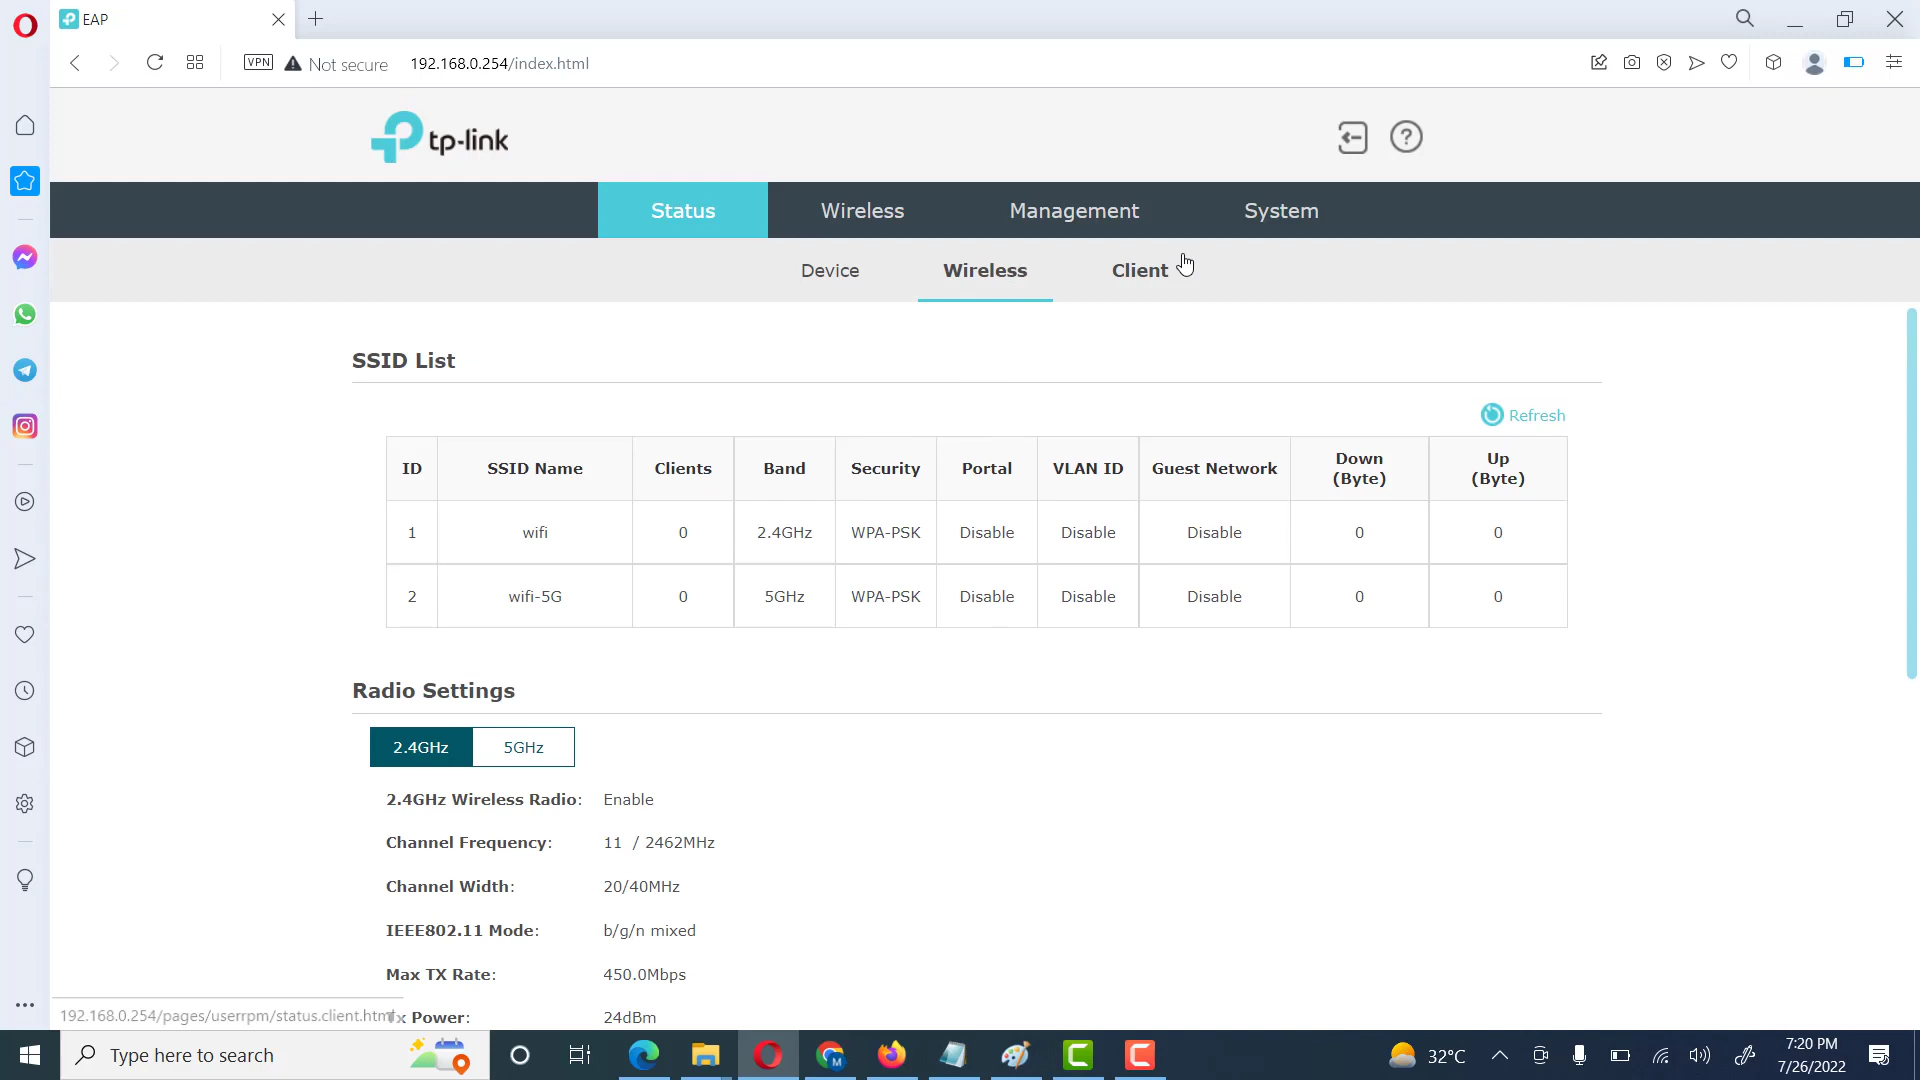 EAP
VPN Not secure 192.168.0.254/index.html
tp-link
Status Wireless Management System
Device Wireless Client
SSID List
Refresh
ID SSID Name Clients Band Security Portal VLAN ID Guest Network Down (Byte) Up (Byte)
1 wifi 0 2.4GHz WPA-PSK Disable Disable Disable 0 0
2 wifi-5G 0 5GHz WPA-PSK Disable Disable Disable 0 0
Radio Settings
2.4GHz 5GHz
2.4GHz Wireless Radio: Enable
Channel Frequency: 11 / 2462MHz
Channel Width: 20/40MHz
IEEE802.11 Mode: b/g/n mixed
Max TX Rate: 450.0Mbps
Tx Power: 24dBm
192.168.0.254/pages/userrpm/status.client.html
Type here to search
M
32°C
7:20 PM
7/26/2022